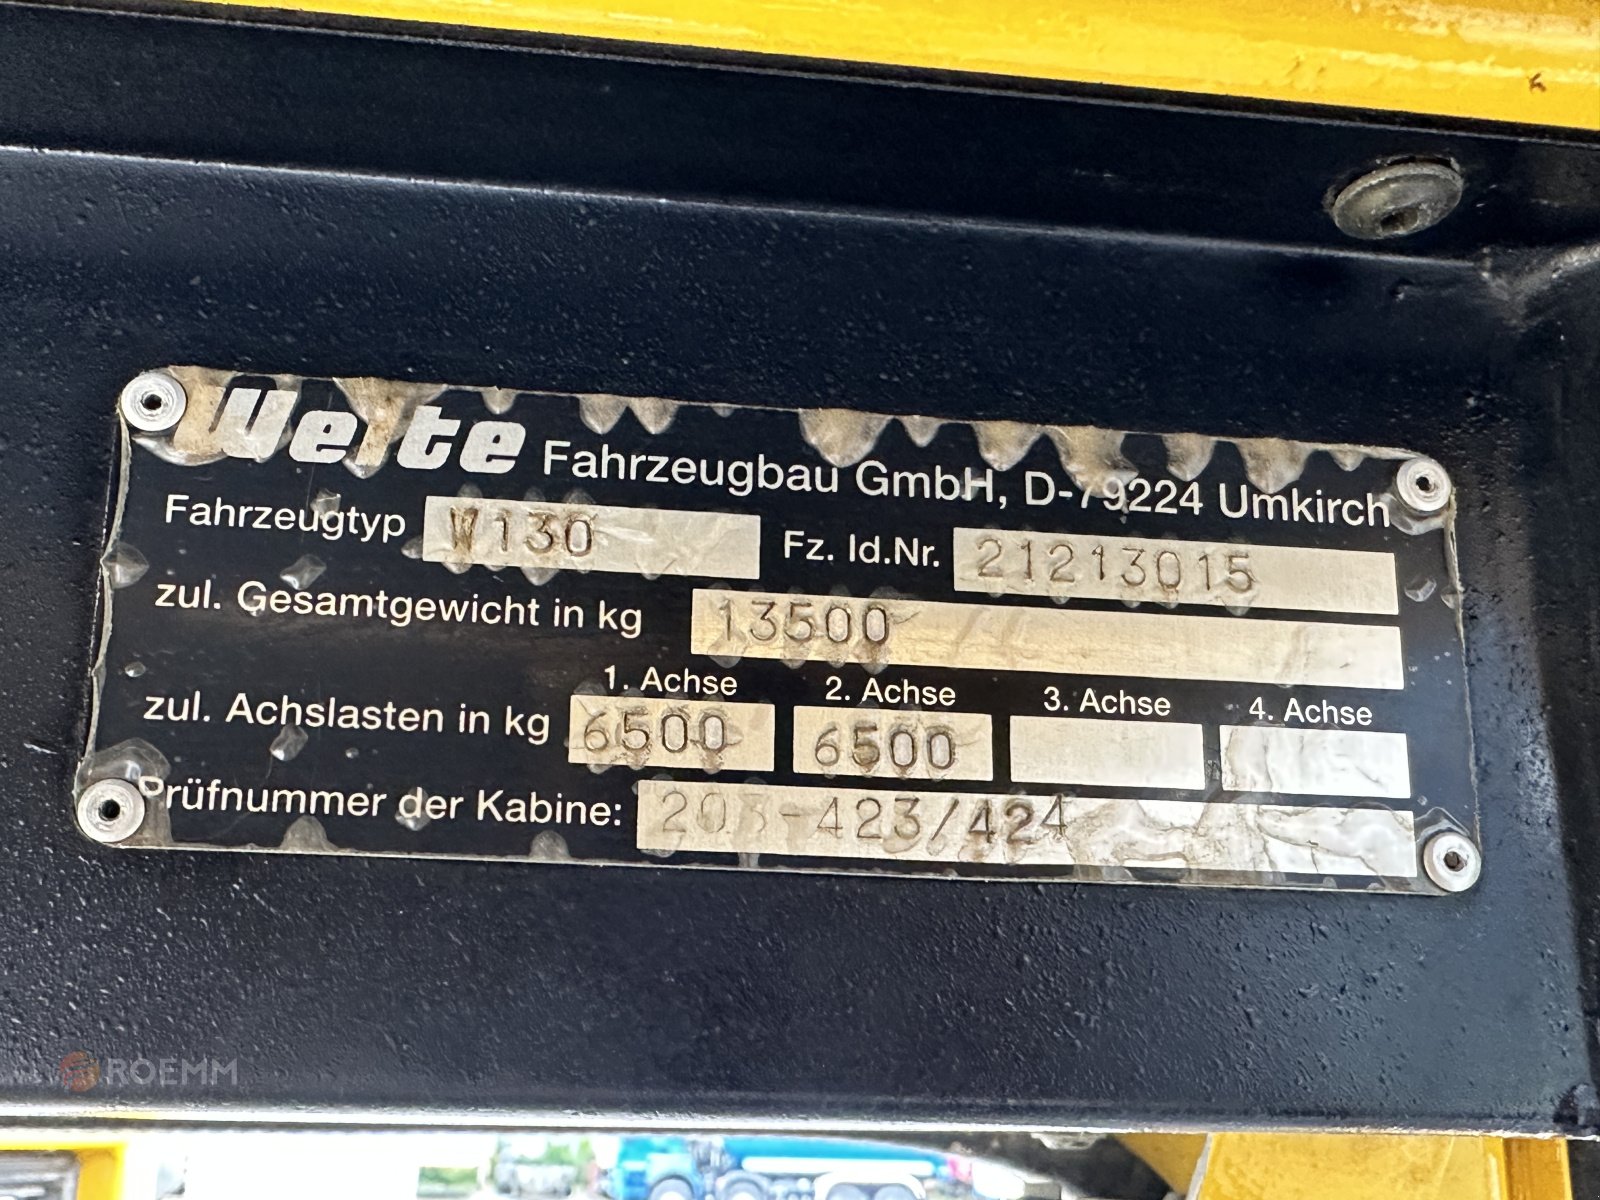 Welte Fahrzeugbau GmbH, D-79224 Umkirch
Fahrzeugtyp W130 Fz. Id.Nr. 21213015
zul. Gesamtgewicht in kg 13500
1. Achse 2. Achse 3. Achse 4. Achse
zul. Achslasten in kg 6500 6500
Prüfnummer der Kabine: 203-423/424
ROEMM